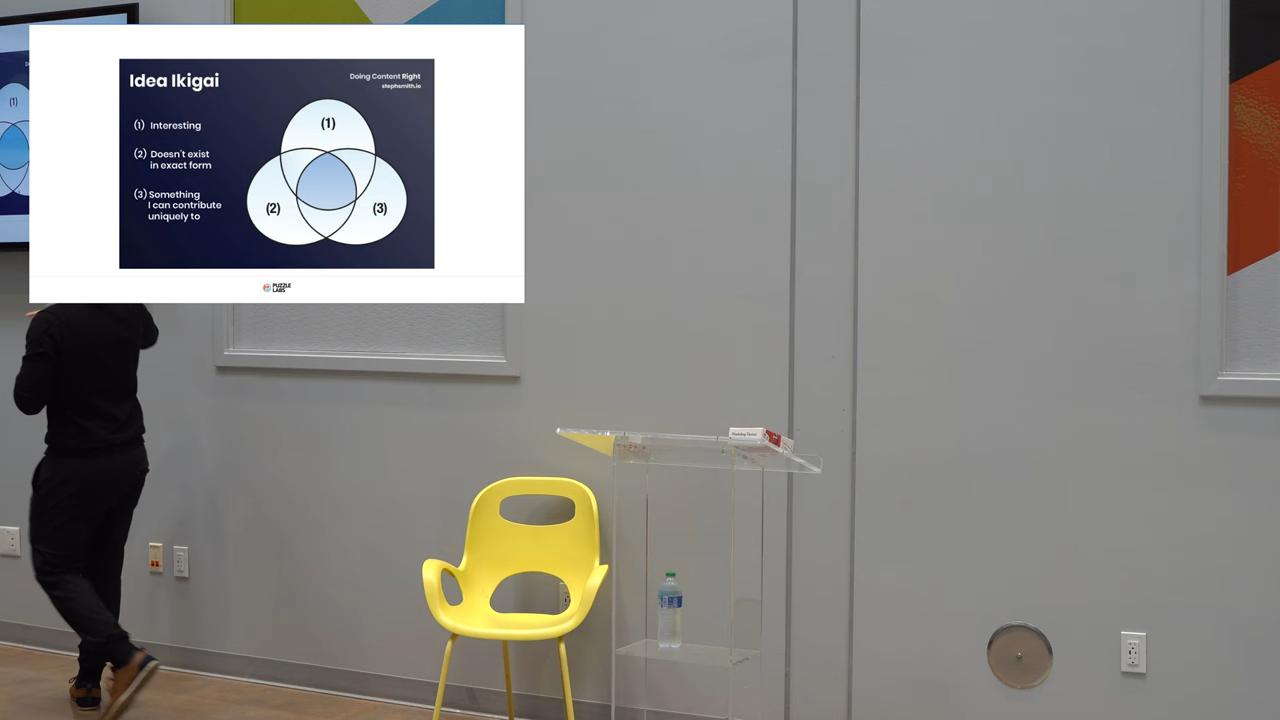 Idea Ikigai
Doing Content Right
stephsmith.io
(1) Interesting
(2) Doesn't exist
in exact form
(3) Something
I can contribute
uniquely to
(1)
(2)
(3)
PUZZLE
LABS
(1)